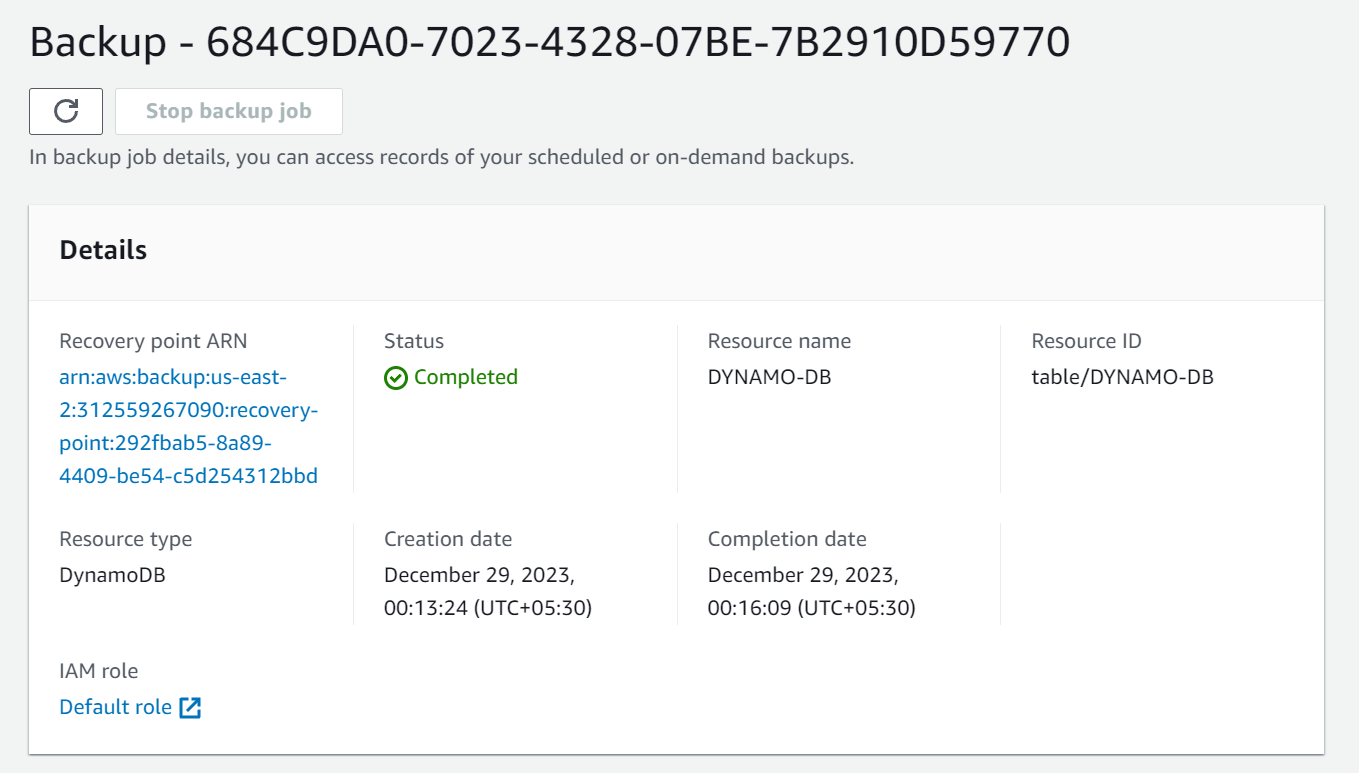 Backup - 684C9DA0-7023-4328-07BE-7B2910D59770
Stop backup job
In backup job details, you can access records of your scheduled or on-demand backups.
Details
Recovery point ARN
arn:aws:backup:us-east-
2:312559267090:recovery-
point:292fbab5-8a89-
4409-be54-c5d254312bbd
Status
Completed
Resource name
DYNAMO-DB
Resource ID
table/DYNAMO-DB
Resource type
DynamoDB
Creation date
December 29, 2023,
00:13:24 (UTC+05:30)
Completion date
December 29, 2023,
00:16:09 (UTC+05:30)
IAM role
Default role